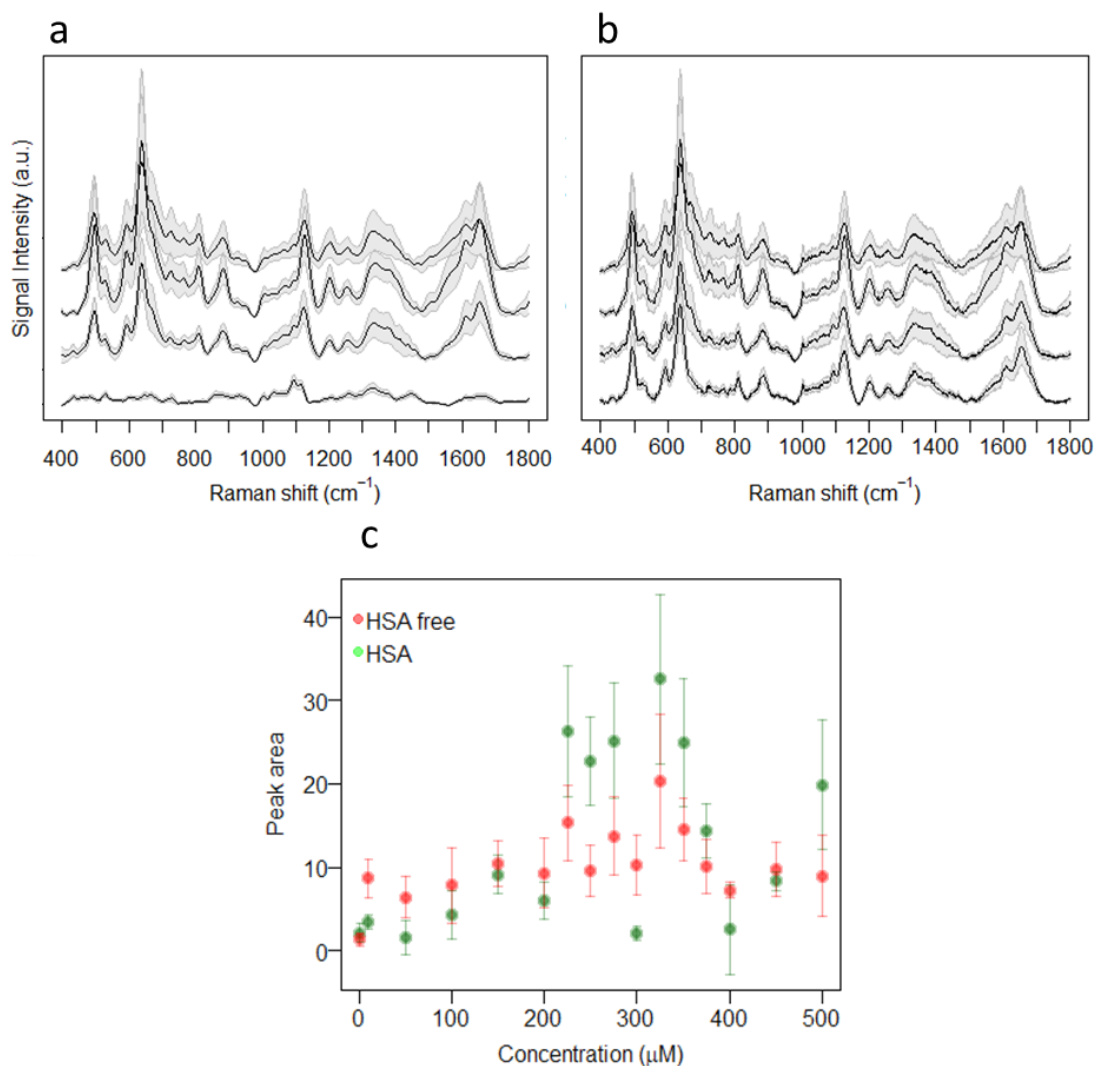 a
b
Signal Intensity (a.u.)
400 600 800 1000 1200 1400 1600 1800
400 600 800 1000 1200 1400 1600 1800
Raman shift (cm⁻¹)
Raman shift (cm⁻¹)
c
HSA free
HSA
Peak area
40
30
20
10
0
0 100 200 300 400 500
Concentration (μM)